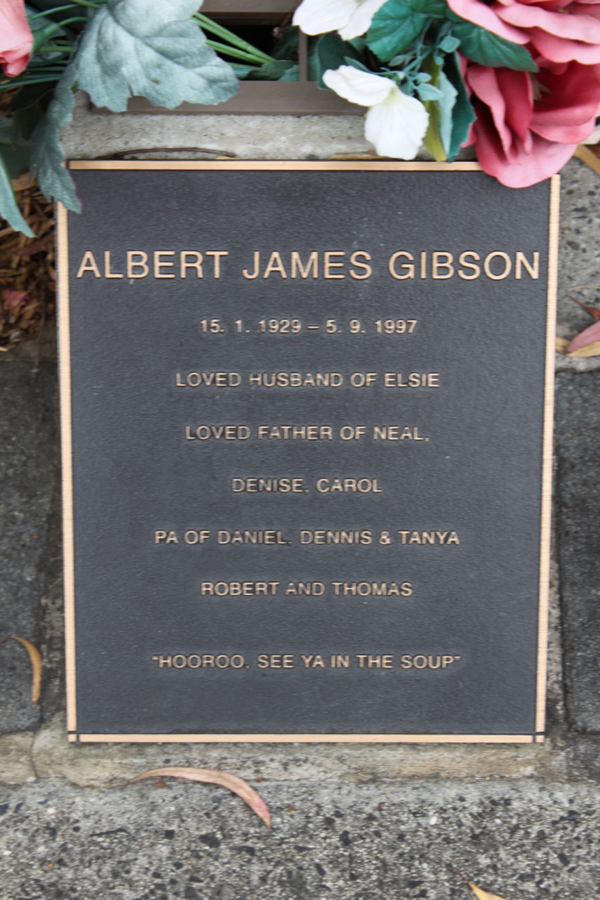 ALBERT JAMES GIBSON
15. 1. 1929 – 5. 9. 1997
LOVED HUSBAND OF ELSIE
LOVED FATHER OF NEAL,
DENISE, CAROL
PA OF DANIEL, DENNIS & TANYA
ROBERT AND THOMAS
"HOOROO, SEE YA IN THE SOUP"